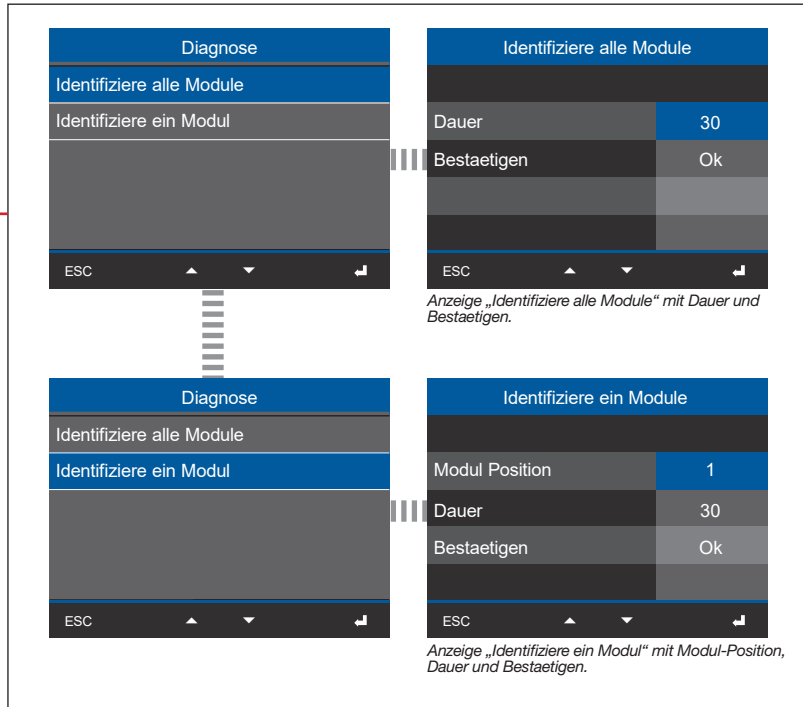 Diagnose
Identifiziere alle Module
Identifiziere ein Modul
ESC
Identifiziere alle Module
Dauer 30
Bestaetigen Ok
ESC
Anzeige „Identifiziere alle Module“ mit Dauer und
Bestaetigen.
Diagnose
Identifiziere alle Module
Identifiziere ein Modul
ESC
Identifiziere ein Module
Modul Position 1
Dauer 30
Bestaetigen Ok
ESC
Anzeige „Identifiziere ein Modul“ mit Modul-Position,
Dauer und Bestaetigen.